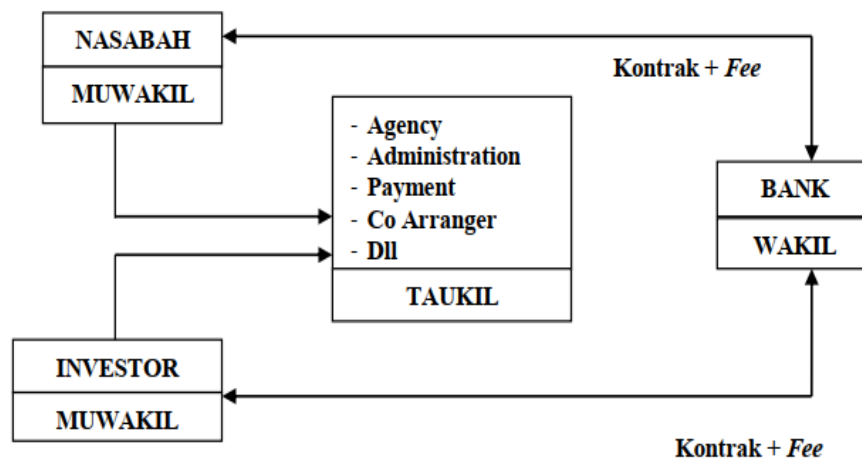 NASABAH
MUWAKIL
Kontrak + Fee
- Agency
- Administration
- Payment
- Co Arranger
- Dll
TAUKIL
BANK
WAKIL
INVESTOR
MUWAKIL
Kontrak + Fee